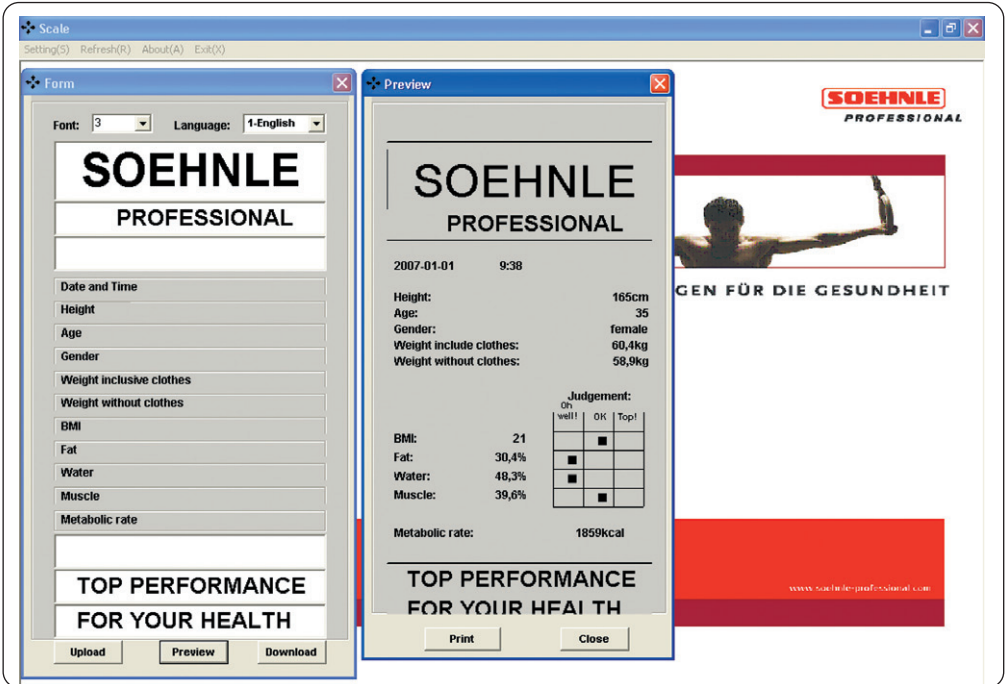 Scale
Setting(S) Refresh(R) About(A) Exit(X)
Form
Font: 3 Language: 1-English
SOEHNLE
PROFESSIONAL
Date and Time
Height
Age
Gender
Weight inclusive clothes
Weight without clothes
BMI
Fat
Water
Muscle
Metabolic rate
TOP PERFORMANCE
FOR YOUR HEALTH
Upload Preview Download
Preview
SOEHNLE
PROFESSIONAL
2007-01-01 9:38
Height: 165cm
Age: 35
Gender: female
Weight include clothes: 60,4kg
Weight without clothes: 58,9kg
Judgement:
Oh well! OK Top!
BMI: 21
Fat: 30,4%
Water: 48,3%
Muscle: 39,6%
Metabolic rate: 1859kcal
TOP PERFORMANCE
FOR YOUR HEALTH
Print Close
SOEHNLE
PROFESSIONAL
GEN FÜR DIE GESUNDHEIT
www.soehnle-professional.com